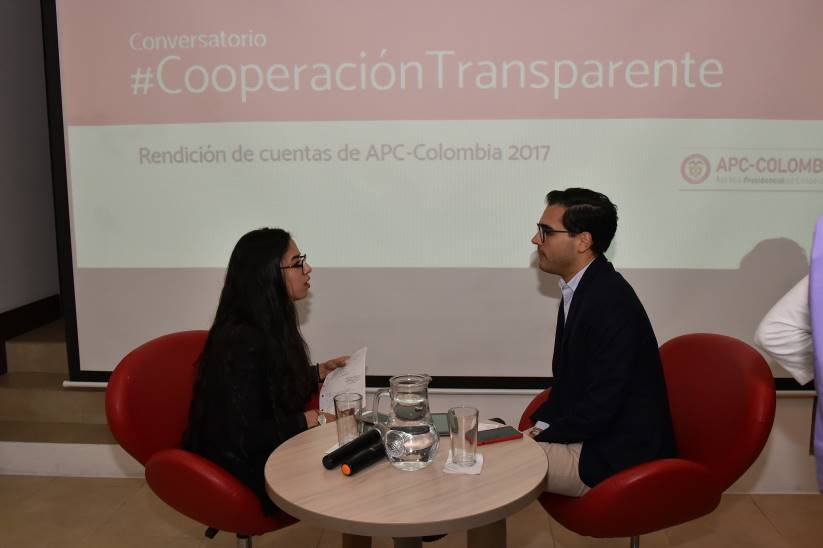 Conversatorio
#CooperaciónTransparente
Rendición de cuentas de APC-Colombia 2017
APC-COLOMB